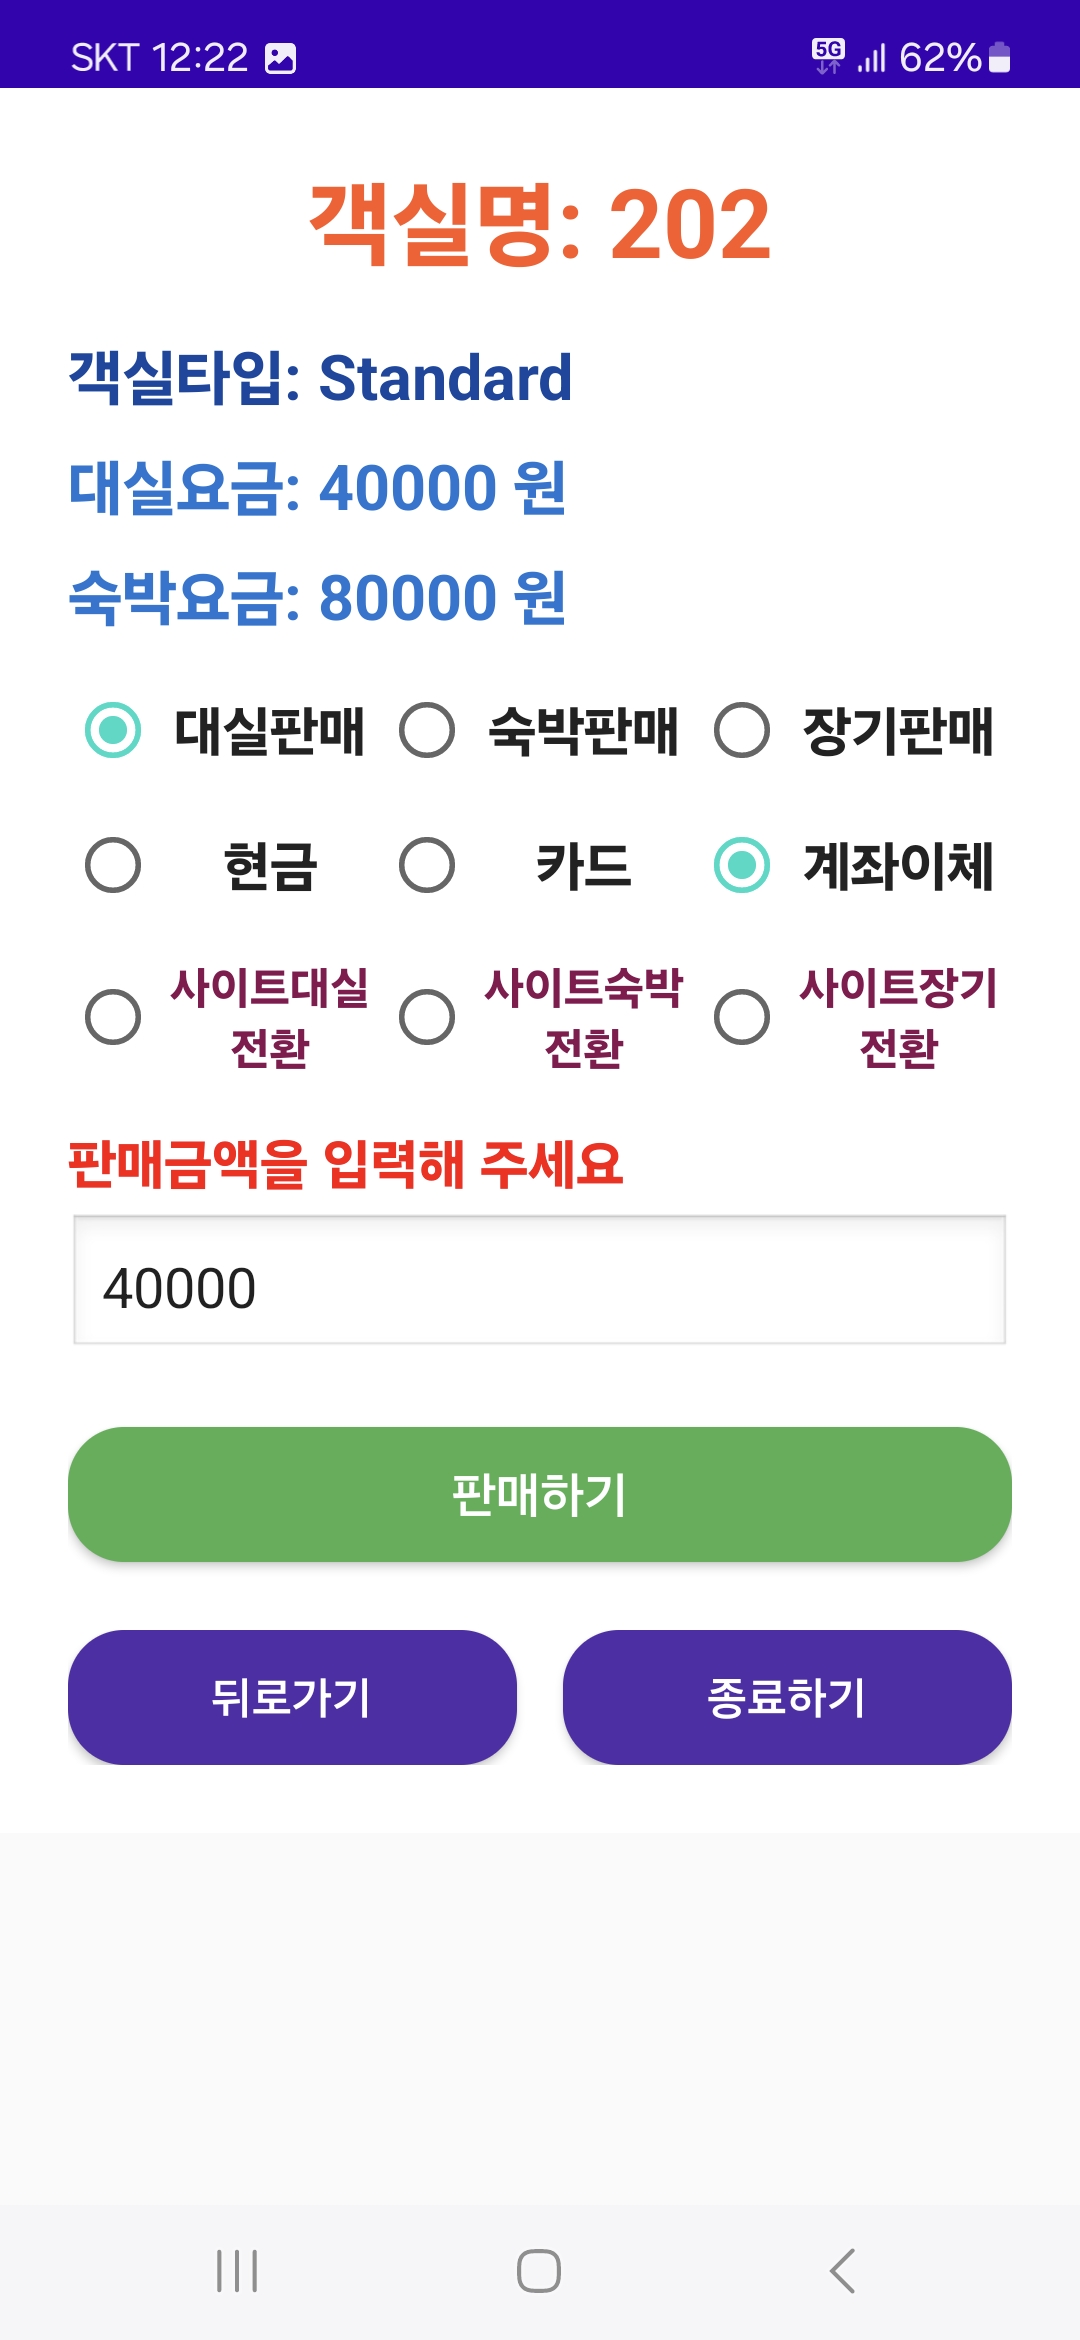 SKT 12:22 5G 62%
객실명: 202
객실타입: Standard
대실요금: 40000 원
숙박요금: 80000 원
대실판매 숙박판매 장기판매
현금 카드 계좌이체
사이트대실 사이트숙박 사이트장기
전환 전환 전환
판매금액을 입력해 주세요
40000
판매하기
뒤로가기 종료하기